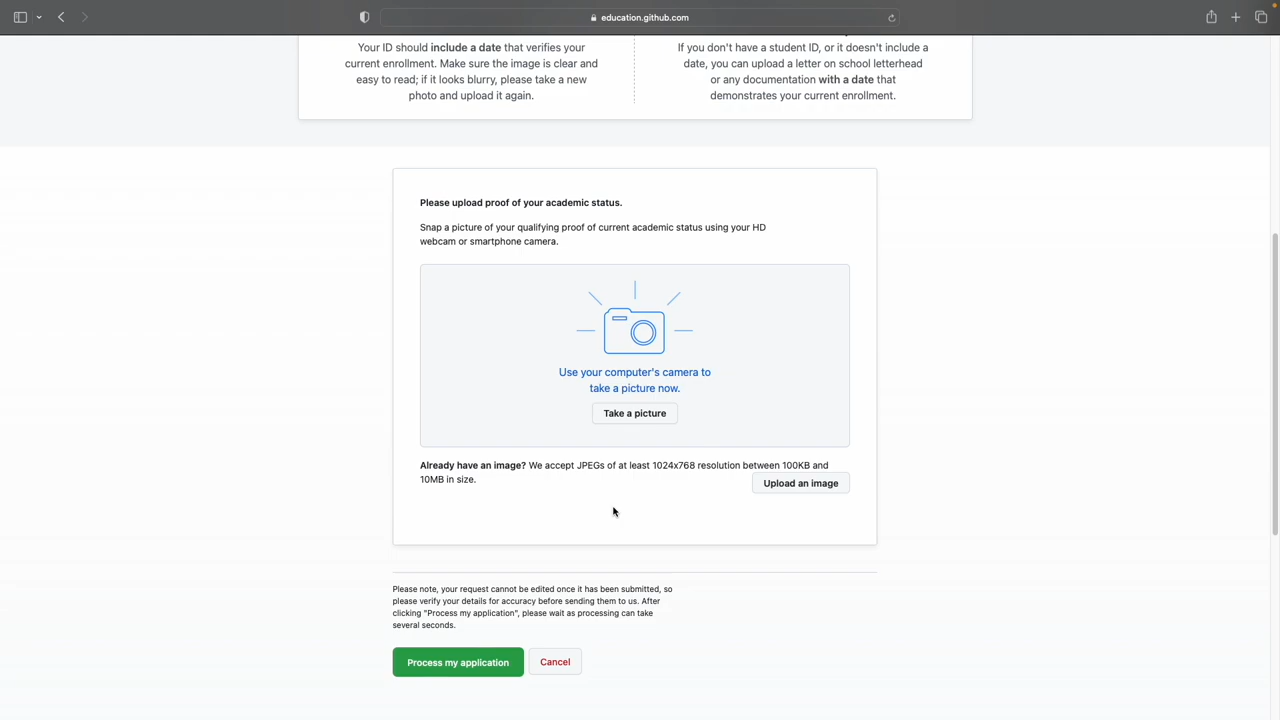 education.github.com
Your ID should include a date that verifies your
current enrollment. Make sure the image is clear and
easy to read; if it looks blurry, please take a new
photo and upload it again.
If you don't have a student ID, or it doesn't include a
date, you can upload a letter on school letterhead
or any documentation with a date that
demonstrates your current enrollment.
Please upload proof of your academic status.
Snap a picture of your qualifying proof of current academic status using your HD
webcam or smartphone camera.
Use your computer's camera to
take a picture now.
Take a picture
Already have an image? We accept JPEGs of at least 1024x768 resolution between 100KB and
10MB in size.
Upload an image
Please note, your request cannot be edited once it has been submitted, so
please verify your details for accuracy before sending them to us. After
clicking "Process my application", please wait as processing can take
several seconds.
Process my application
Cancel